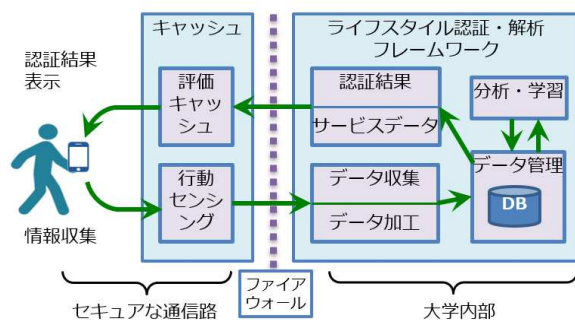 キャッシュ
ライフスタイル認証・解析
フレームワーク
認証結果
表示
評価
キャッ
シュ
認証結果
サービスデータ
分析・学習
行動
センシ
ング
データ収集
データ加工
データ管理
DB
情報収集
ファイア
ウォール
セキュアな通信路
大学内部